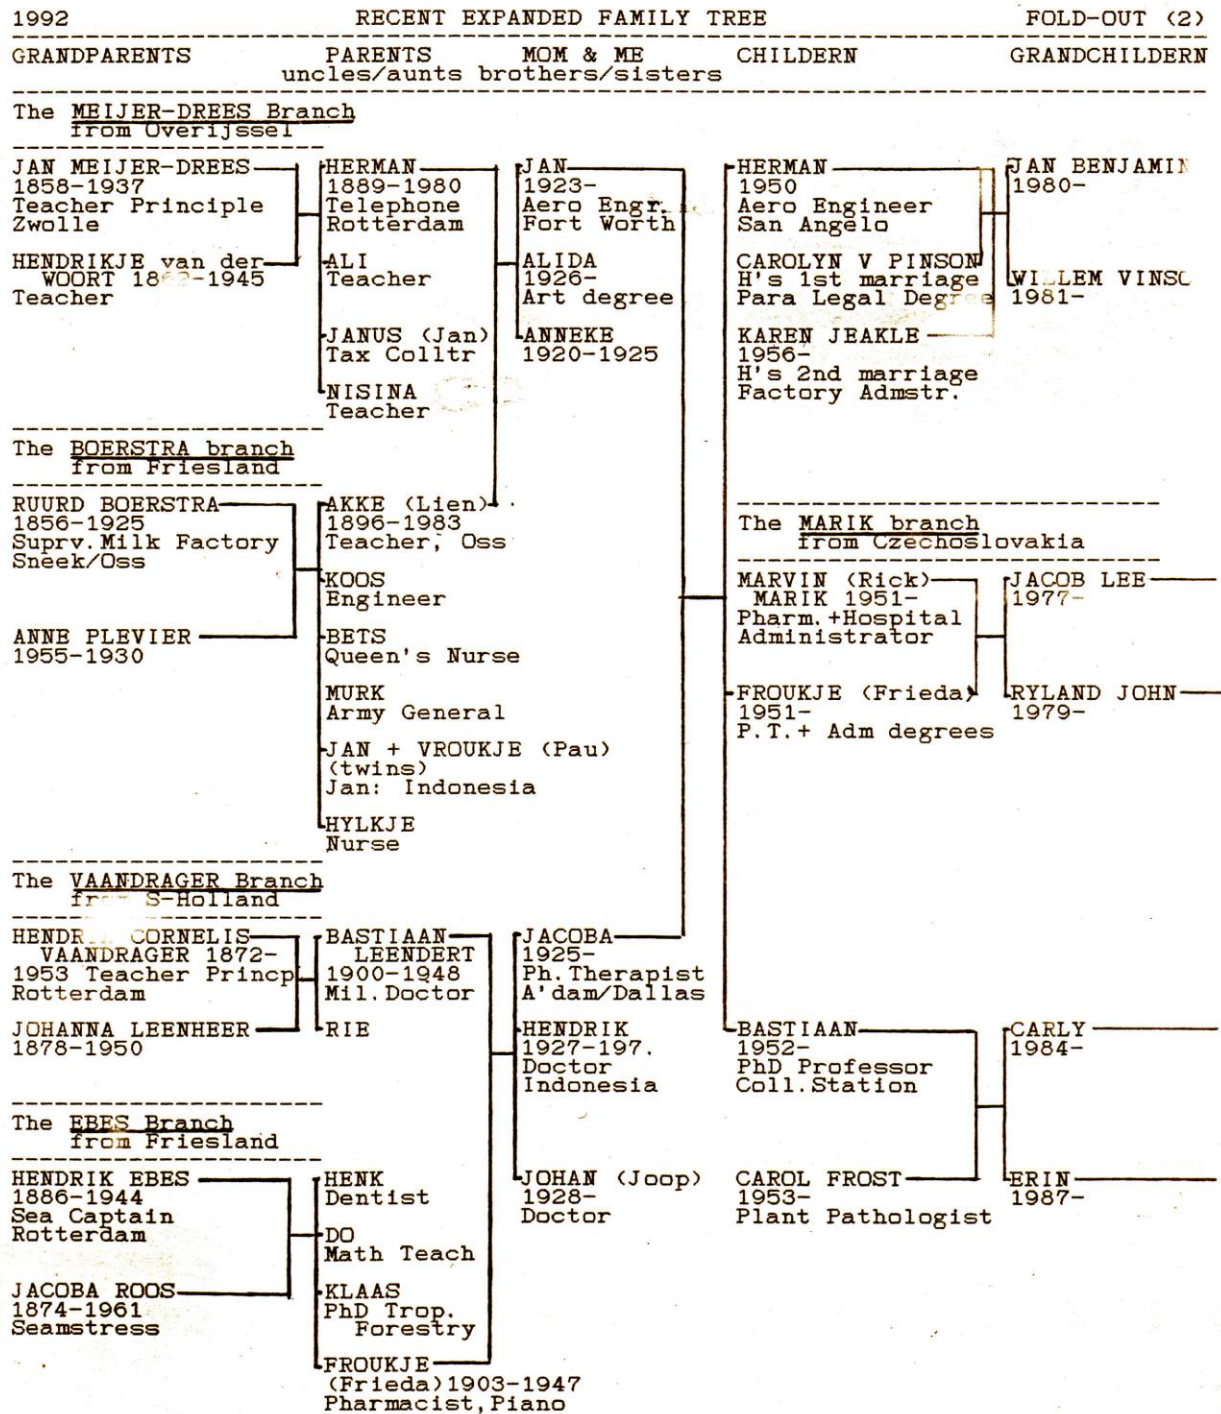 1992 RECENT EXPANDED FAMILY TREE FOLD-OUT (2)
GRANDPARENTS PARENTS MOM & ME CHILDERN GRANDCHILDERN
uncles/aunts brothers/sisters
The MEIJER-DREES Branch
from Overijssel
JAN MEIJER-DREES HERMAN JAN HERMAN JAN BENJAMIN
1858-1937 1889-1980 1923- 1950 1980-
Teacher Principle Telephone Aero Engr. Aero Engineer
Zwolle Rotterdam Fort Worth San Angelo
HENDRIKJE van der ALI ALIDA CAROLYN V PINSON
WOORT -1945 Teacher 1926- H's 1st marriage WILLEM VINSO
Teacher Art degree Para Legal Degree 1981-
JANUS (Jan) ANNEKE KAREN JEAKLE
Tax Colltr 1920-1925 1956-
H's 2nd marriage
NISINA Factory Admstr.
Teacher
The BOERSTRA branch
from Friesland
RUURD BOERSTRA AKKE (Lien)
1856-1925 1896-1983 The MARIK branch
Suprv.Milk Factory Teacher, Oss from Czechoslovakia
Sneek/Oss
KOOS MARVIN (Rick) JACOB LEE
Engineer MARIK 1951- 1977-
Pharm.+Hospital
ANNE PLEVIER BETS Administrator
1955-1930 Queen's Nurse
MURK FROUKJE (Frieda) RYLAND JOHN
Army General 1951- 1979-
P.T.+ Adm degrees
JAN + VROUKJE (Pau)
(twins)
Jan: Indonesia
HYLKJE
Nurse
The VAANDRAGER Branch
S-Holland
CORNELIS BASTIAAN JACOBA
VAANDRAGER 1872- LEENDERT 1925-
1953 Teacher Princp 1900-1948 Ph.Therapist
Rotterdam Mil.Doctor A'dam/Dallas
JOHANNA LEENHEER RIE HENDRIK BASTIAAN CARLY
1878-1950 1927-197. 1952- 1984-
Doctor PhD Professor
Indonesia Coll.Station
The EBES Branch
from Friesland
HENDRIK EBES HENK JOHAN (Joop) CAROL FROST ERIN
1886-1944 Dentist 1928- 1953- 1987-
Sea Captain Doctor Plant Pathologist
Rotterdam DO
Math Teach
JACOBA ROOS KLAAS
1874-1961 PhD Trop.
Seamstress Forestry
FROUKJE
(Frieda)1903-1947
Pharmacist,Piano